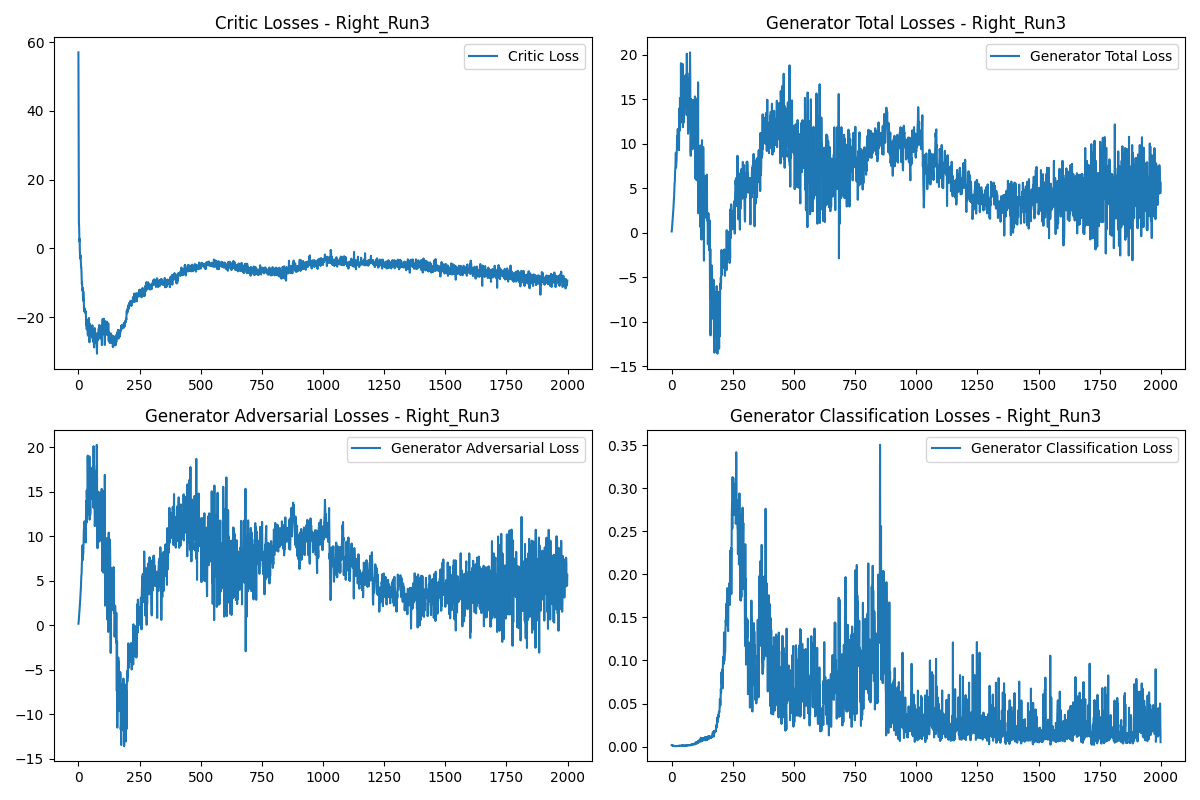 Critic Losses - Right_Run3
Critic Loss
60
40
20
0
−20
0 250 500 750 1000 1250 1500 1750 2000
Generator Total Losses - Right_Run3
Generator Total Loss
20
15
10
5
0
−5
−10
−15
0 250 500 750 1000 1250 1500 1750 2000
Generator Adversarial Losses - Right_Run3
Generator Adversarial Loss
20
15
10
5
0
−5
−10
−15
0 250 500 750 1000 1250 1500 1750 2000
Generator Classification Losses - Right_Run3
Generator Classification Loss
0.35
0.30
0.25
0.20
0.15
0.10
0.05
0.00
0 250 500 750 1000 1250 1500 1750 2000